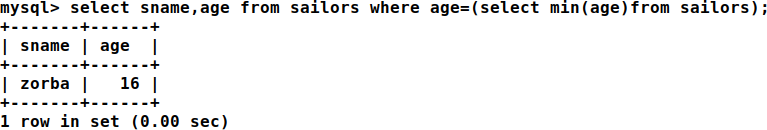 mysql> select sname,age from sailors where age=(select min(age)from sailors);
+-------+------+
| sname | age  |
+-------+------+
| zorba |   16 |
+-------+------+
1 row in set (0.00 sec)